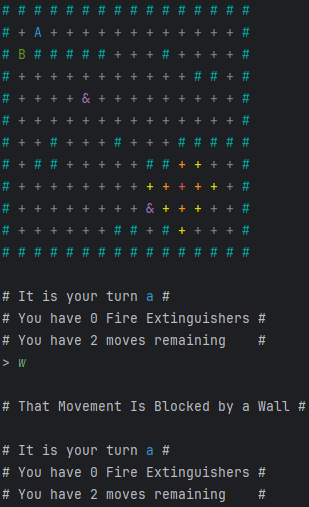 # # # # # # # # # # # # # # # #
# + A + + + + + + + + + + + + #
# B # # # # # + + + # + + + + #
# + + + + + + + + + + + # # + #
# + + + + & + + + + + + + + + #
# + + + + + + + + + + + + + + #
# + + # + + + # + + + # # # # #
# + # # + + + + + # # + + + + #
# + + + + + + + + + + + + + + #
# + + + + + + + + & + + + + + #
# + + + + + + # # + # + + + + #
# # # # # # # # # # # # # # # #
# It is your turn a #
# You have 0 Fire Extinguishers #
# You have 2 moves remaining    #
> w
# That Movement Is Blocked by a Wall #
# It is your turn a #
# You have 0 Fire Extinguishers #
# You have 2 moves remaining    #